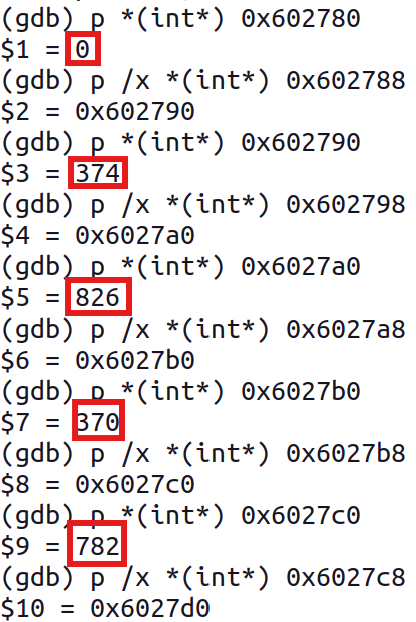 (gdb) p *(int*) 0x602780
$1 = 0
(gdb) p /x *(int*) 0x602788
$2 = 0x602790
(gdb) p *(int*) 0x602790
$3 = 374
(gdb) p /x *(int*) 0x602798
$4 = 0x6027a0
(gdb) p *(int*) 0x6027a0
$5 = 826
(gdb) p /x *(int*) 0x6027a8
$6 = 0x6027b0
(gdb) p *(int*) 0x6027b0
$7 = 370
(gdb) p /x *(int*) 0x6027b8
$8 = 0x6027c0
(gdb) p *(int*) 0x6027c0
$9 = 782
(gdb) p /x *(int*) 0x6027c8
$10 = 0x6027d0